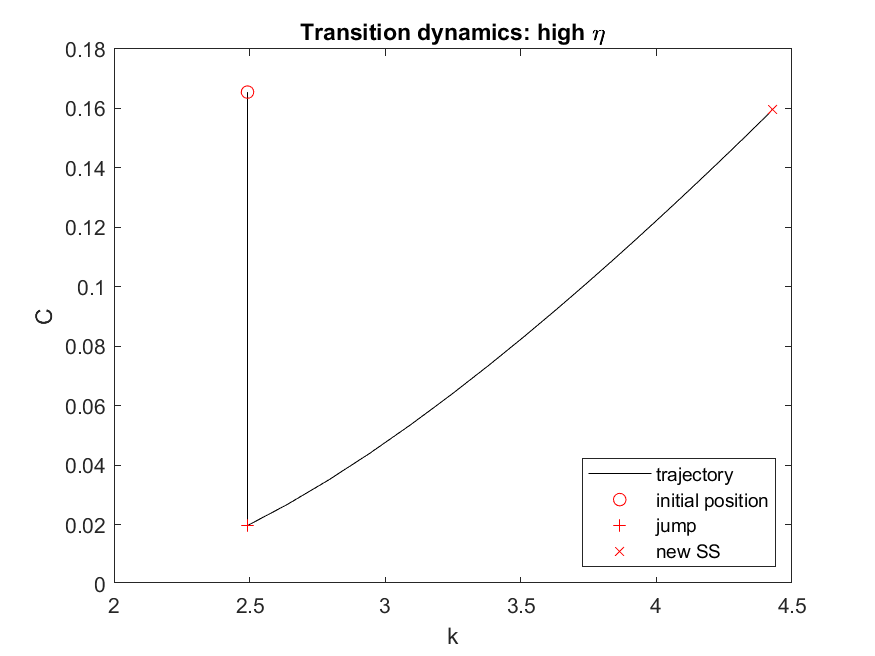 Transition dynamics: high η
0.18
0.16
0.14
0.12
0.1
0.08
0.06
0.04
0.02
0
C
2
2.5
3
3.5
4
4.5
k
trajectory
initial position
jump
new SS